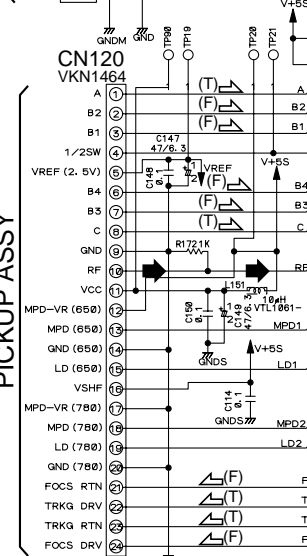 V+5S
GNDM GND TP98 TP19 TP20 TP21
CN120
VKN1464
A 1 (T) A
B2 2 (F) B2
B1 3 (F) B1
1/2SW 4 C147 47/6.3
VREF (2.5V) 5 C148 0.1 1 2 VREF V+5S
B4 6 (F) B4
B3 7 (F) B3
C 8 (T) C
GND 9 R172 1K
RF 10 RF
VCC 11 L151 10μH VTL1061-
MPD-VR (650) 12 C150 0.1 C149 47/6.3 1 2
MPD (650) 13 MPD1
GND (650) 14 GNDS V+5S
LD (650) 15 LD1
VSHF 16
MPD-VR (780) 17 C114 0.1 GNDS
MPD (780) 18 MPD2
LD (780) 19 LD2
GND (780) 20
FOCS RTN 21 (F) F
TRKG DRV 22 (T) T
TRKG RTN 23 (T) T
FOCS DRV 24 (F) F
PICKUP ASSY